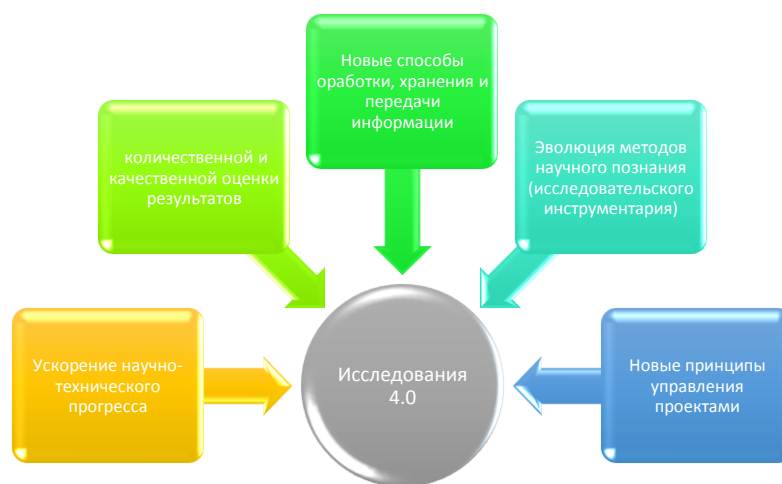 Новые способы
оработки, хранения и
передачи
информации
количественной и
качественной оценки
результатов
Эволюция методов
научного познания
(исследовательского
инструментария)
Ускорение научно-
технического
прогресса
Исследования
4.0
Новые принципы
управления
проектами